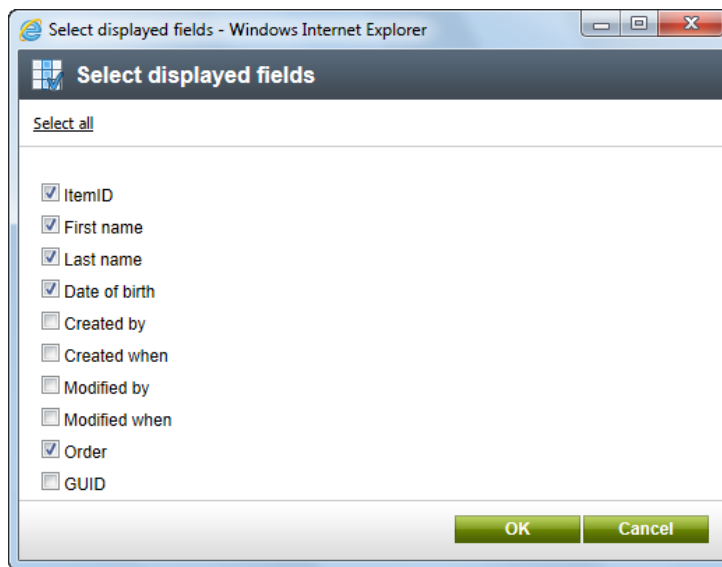 Select displayed fields - Windows Internet Explorer
Select displayed fields
Select all
ItemID
First name
Last name
Date of birth
Created by
Created when
Modified by
Modified when
Order
GUID
OK Cancel